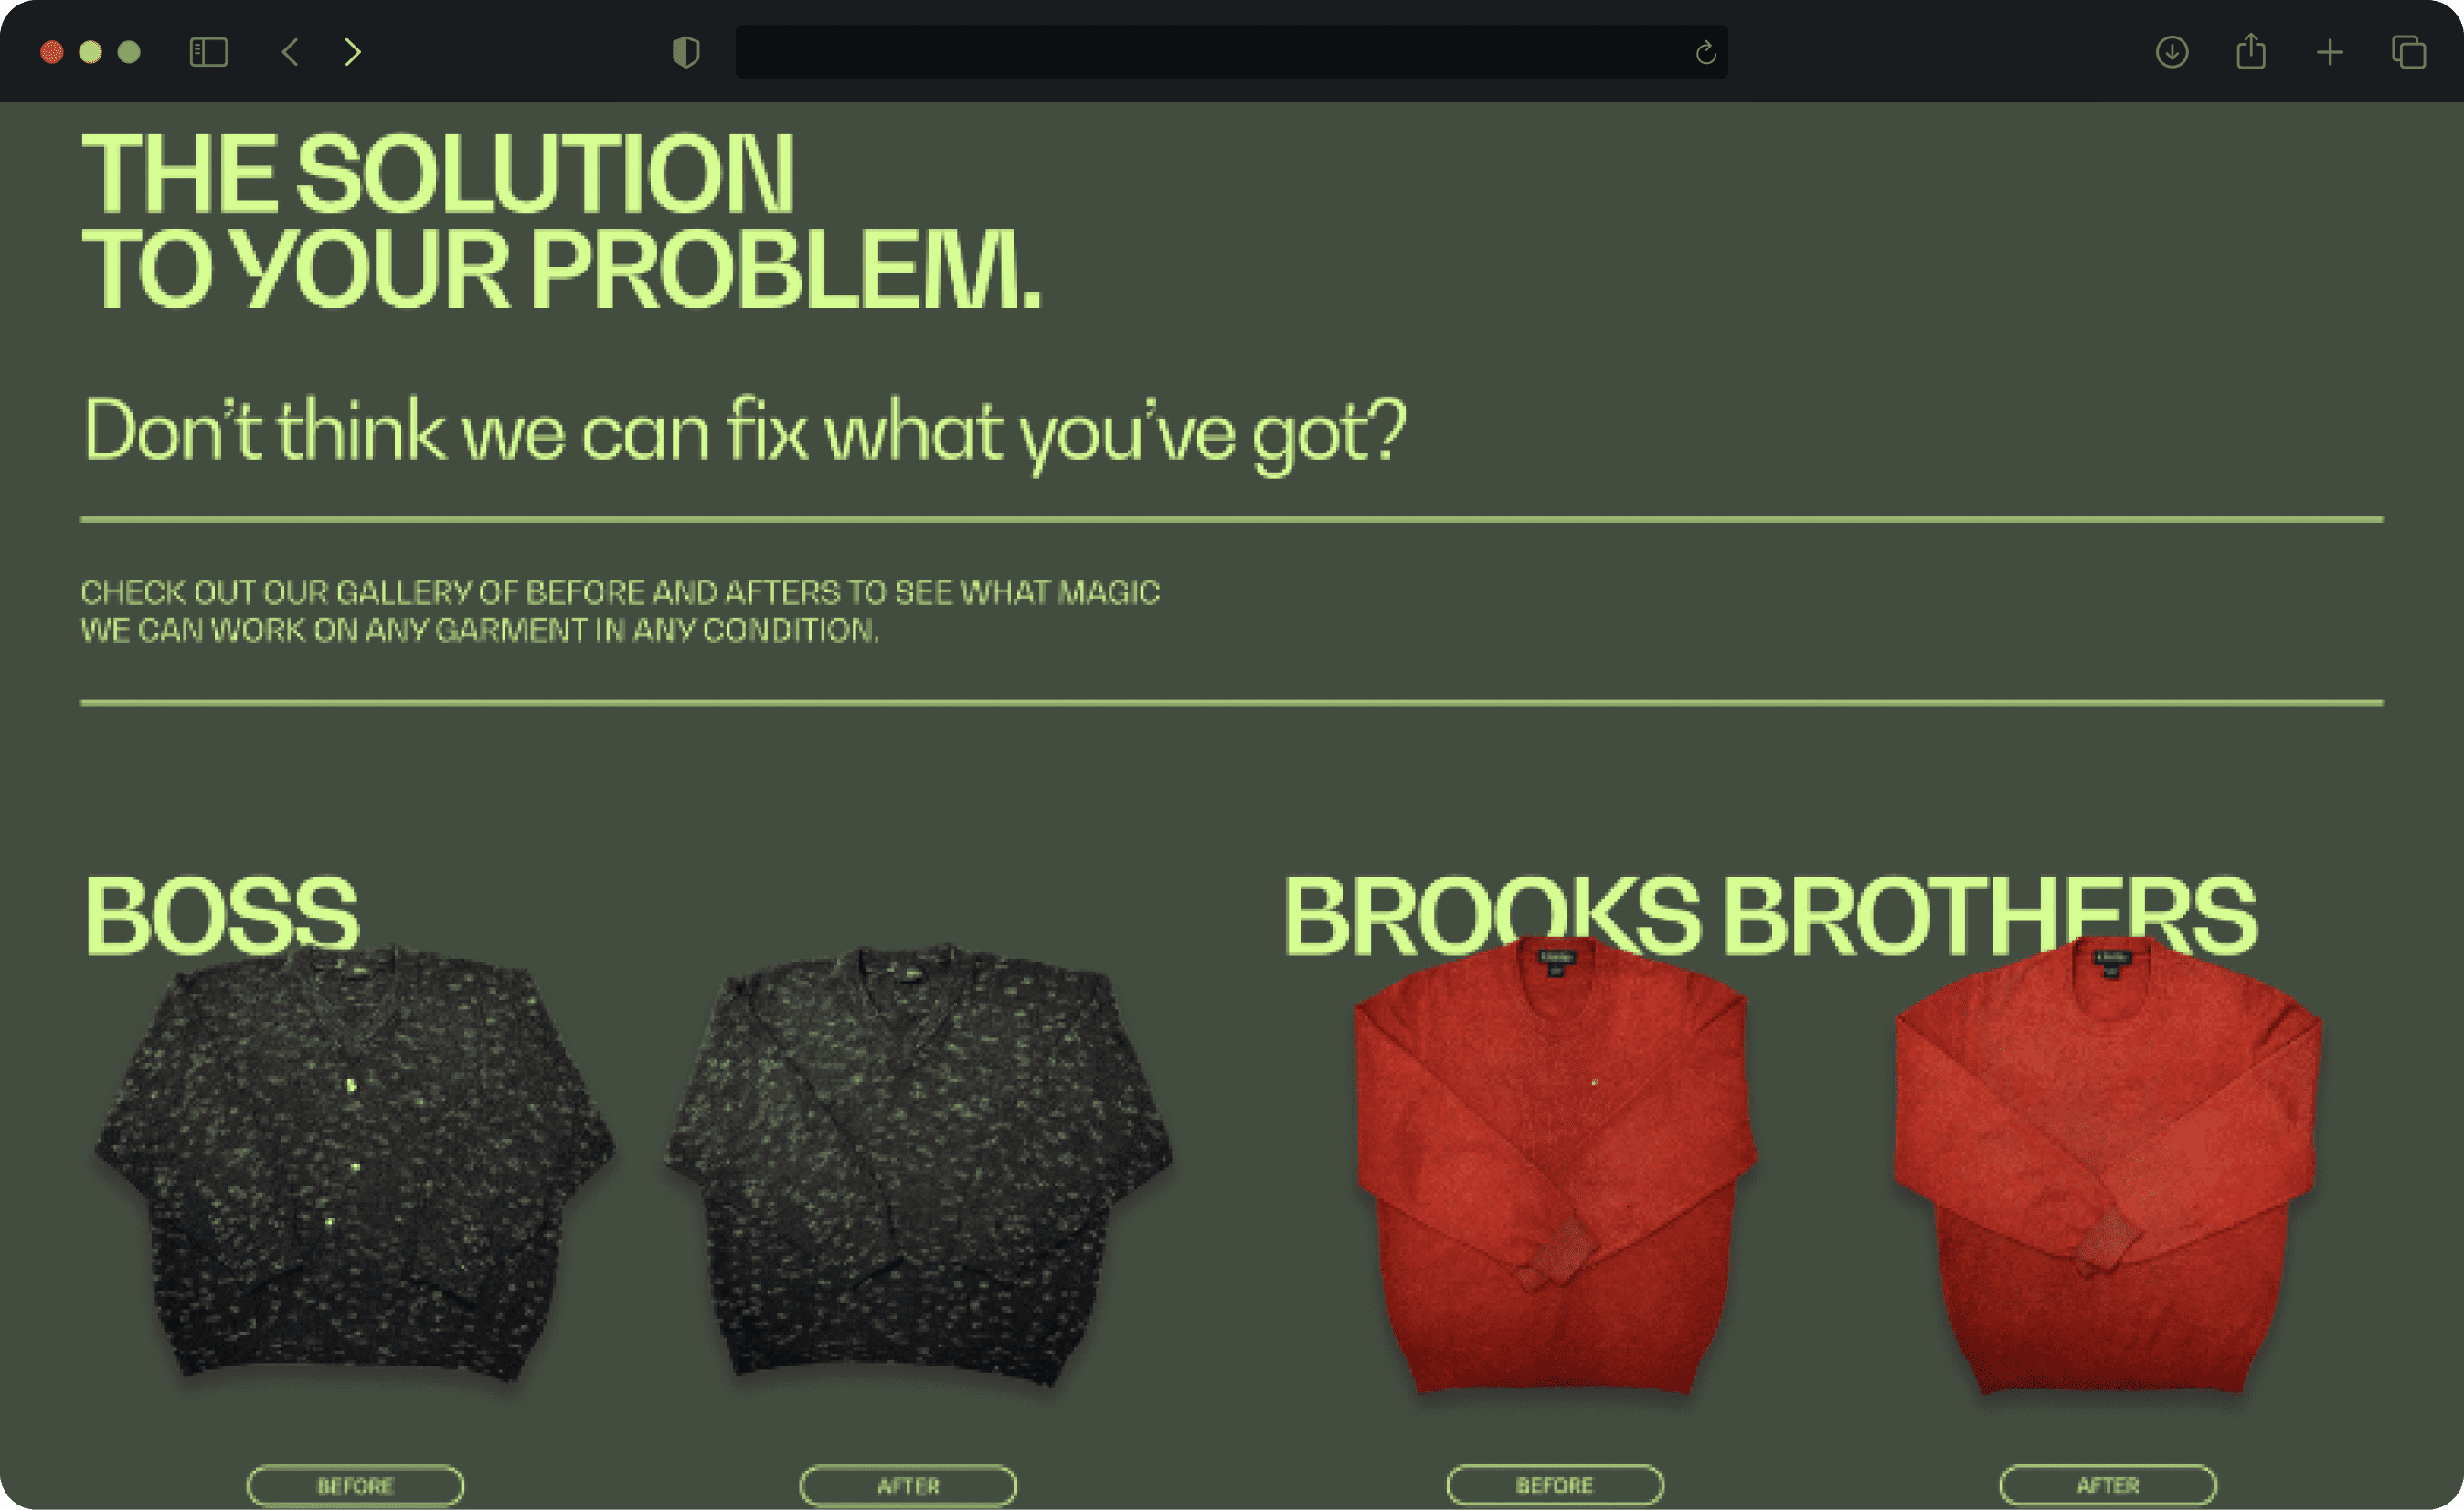 THE SOLUTION
TO YOUR PROBLEM.
Don’t think we can fix what you’ve got?
CHECK OUT OUR GALLERY OF BEFORE AND AFTERS TO SEE WHAT MAGIC
WE CAN WORK ON ANY GARMENT IN ANY CONDITION.
BOSS
BROOKS BROTHERS
BEFORE
AFTER
BEFORE
AFTER